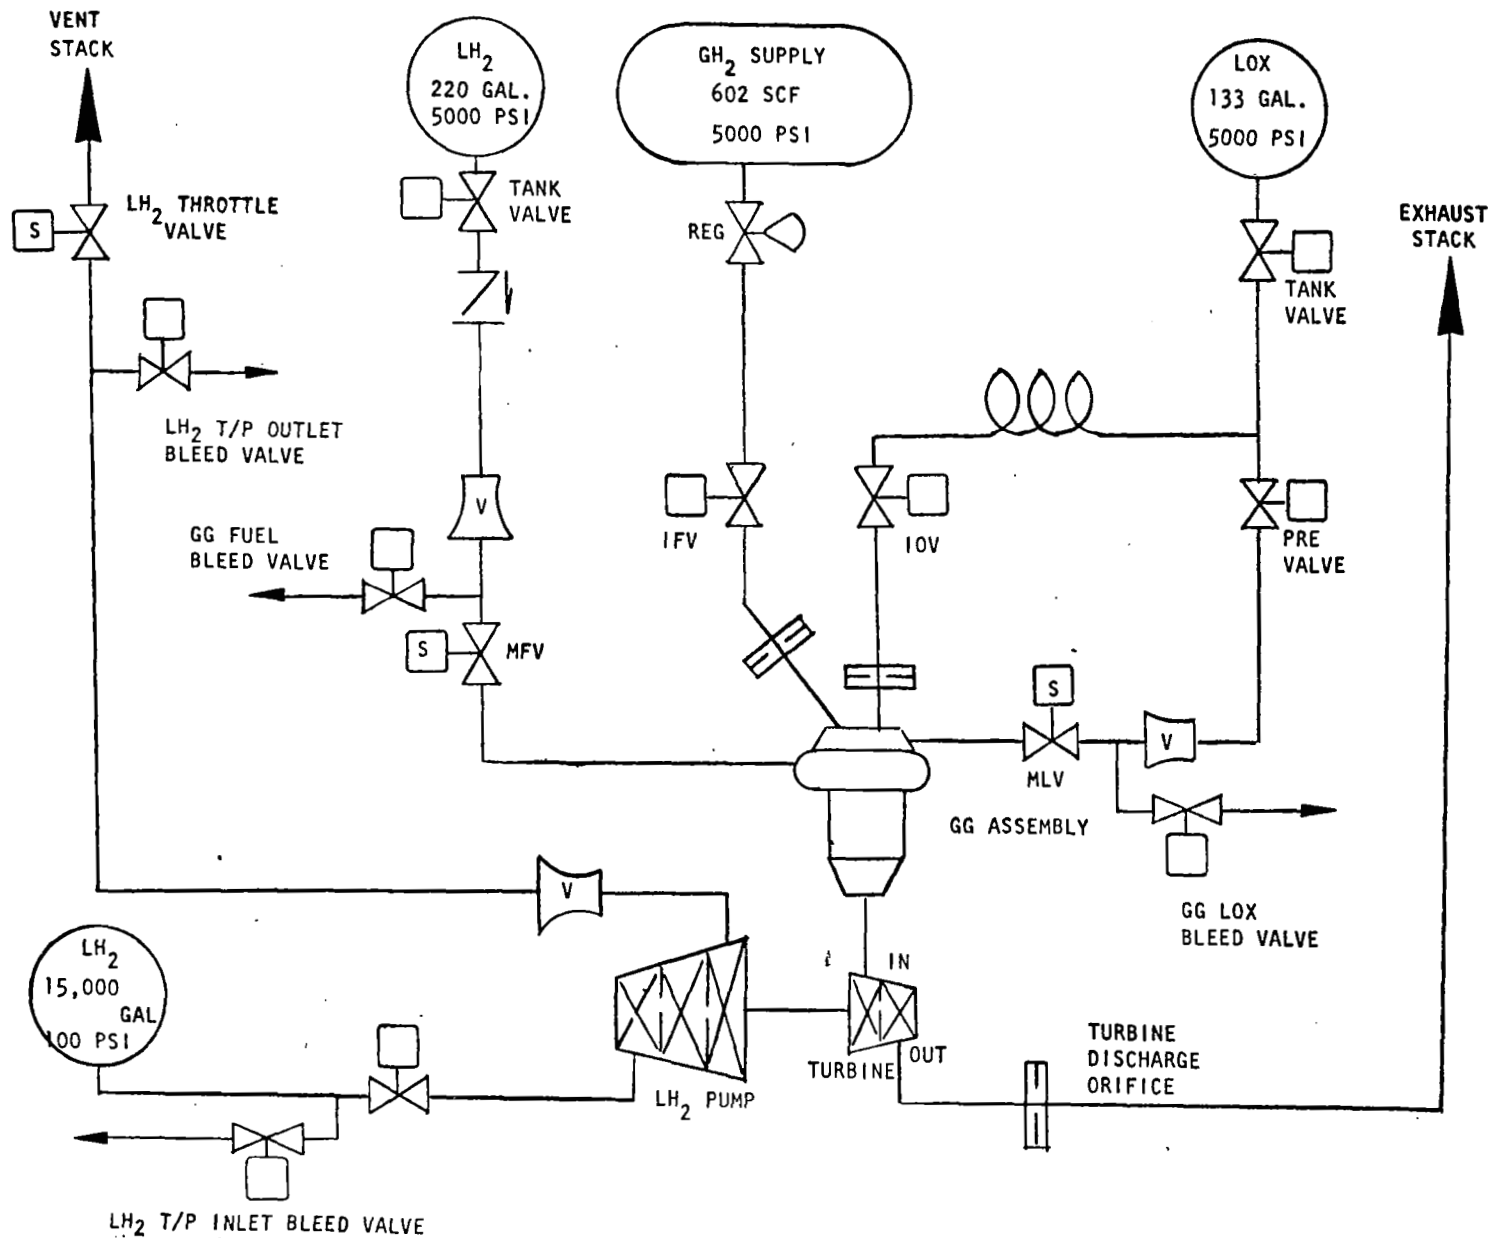 VENT
STACK
LH2
220 GAL.
5000 PSI
GH2 SUPPLY
602 SCF
5000 PSI
LOX
133 GAL.
5000 PSI
TANK
VALVE
LH2 THROTTLE
VALVE
S
REG
EXHAUST
STACK
TANK
VALVE
LH2 T/P OUTLET
BLEED VALVE
V
GG FUEL
BLEED VALVE
IFV
IOV
PRE
VALVE
S
MFV
S
V
MLV
GG ASSEMBLY
V
GG LOX
BLEED VALVE
LH2
15,000
GAL
100 PSI
IN
TURBINE
OUT
LH2 PUMP
TURBINE
DISCHARGE
ORIFICE
LH2 T/P INLET BLEED VALVE